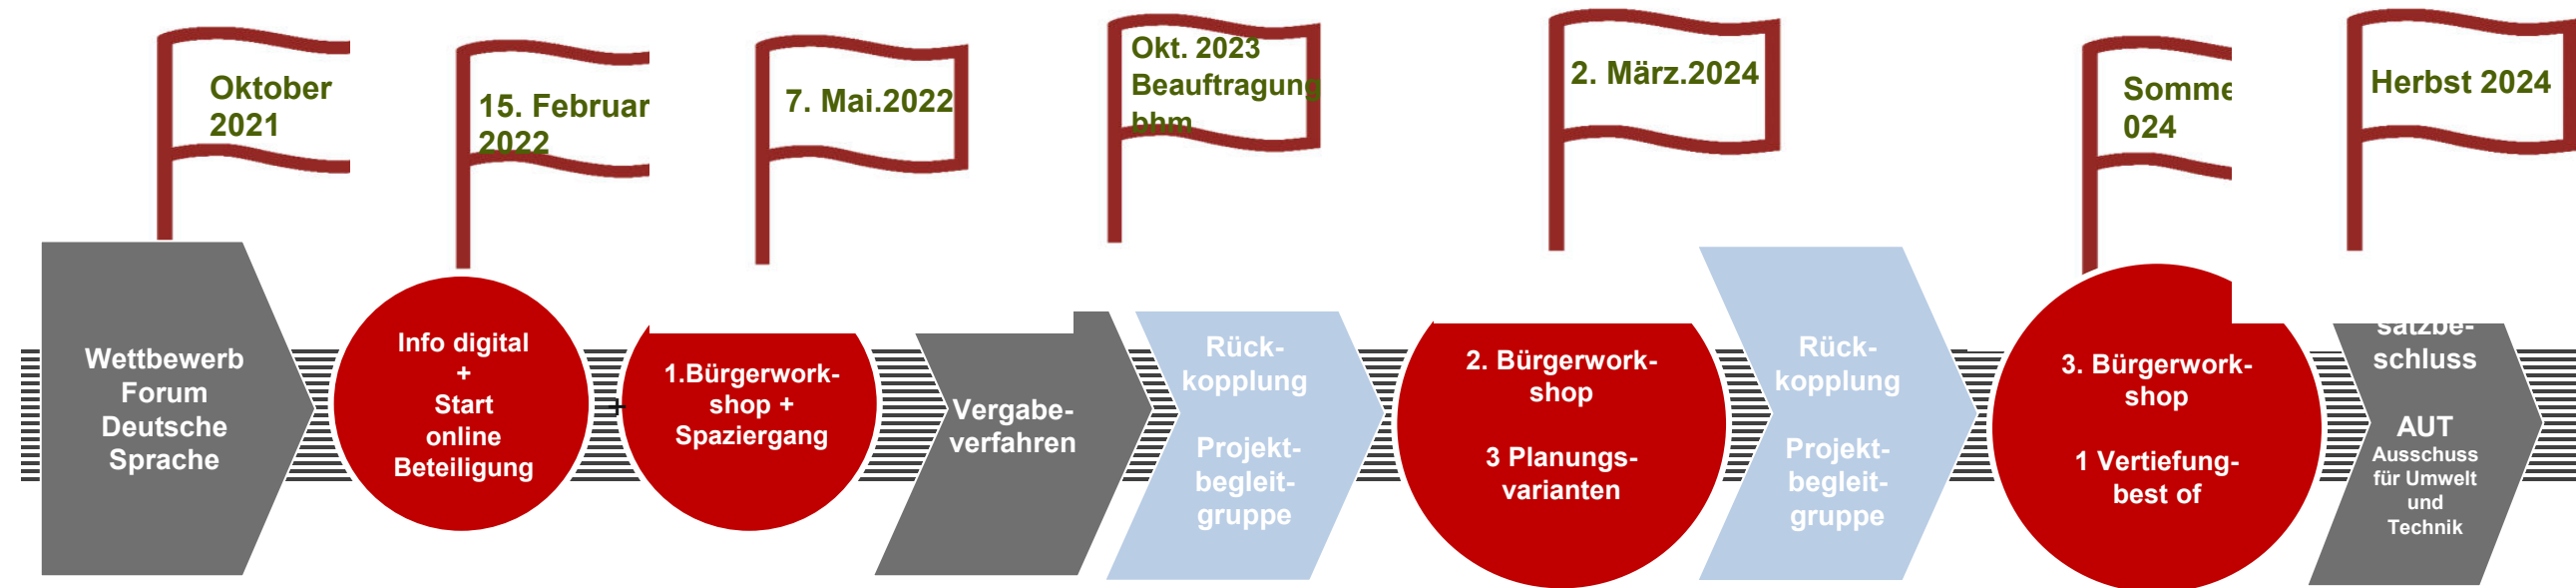 Oktober
2021
15. Februar
2022
7. Mai.2022
Okt. 2023
Beauftragung
bhm
2. März.2024
Somme
024
Herbst 2024
Wettbewerb
Forum
Deutsche
Sprache
Info digital
+
Start
online
Beteiligung
+
1.Bürgerwork-
shop +
Spaziergang
Vergabe-
verfahren
Rück-
kopplung
Projekt-
begleit-
gruppe
2. Bürgerwork-
shop
3 Planungs-
varianten
Rück-
kopplung
Projekt-
begleit-
gruppe
3. Bürgerwork-
shop
1 Vertiefung-
best of
satzbe-
schluss
AUT
Ausschuss
für Umwelt
und
Technik